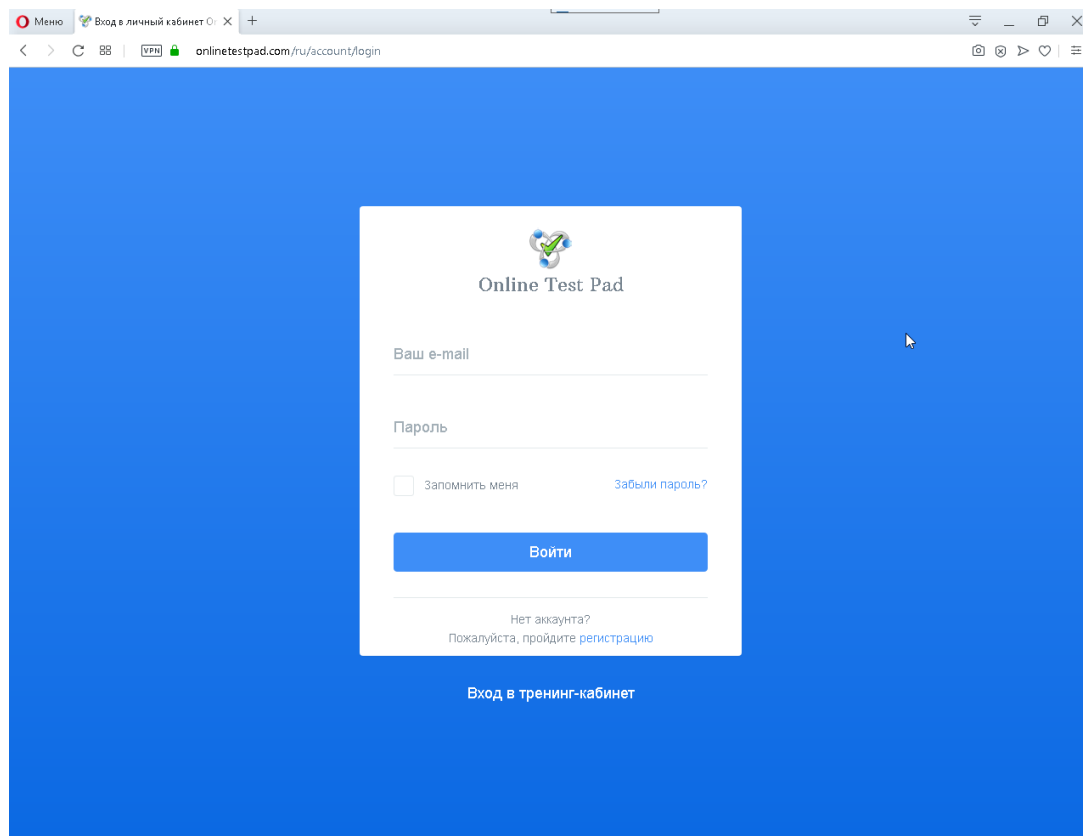 Меню
Вход в личный кабинет On
VPN
onlinetestpad.com/ru/account/login
Online Test Pad
Ваш e-mail
Пароль
Запомнить меня
Забыли пароль?
Войти
Нет аккаунта?
Пожалуйста, пройдите регистрацию
Вход в тренинг-кабинет